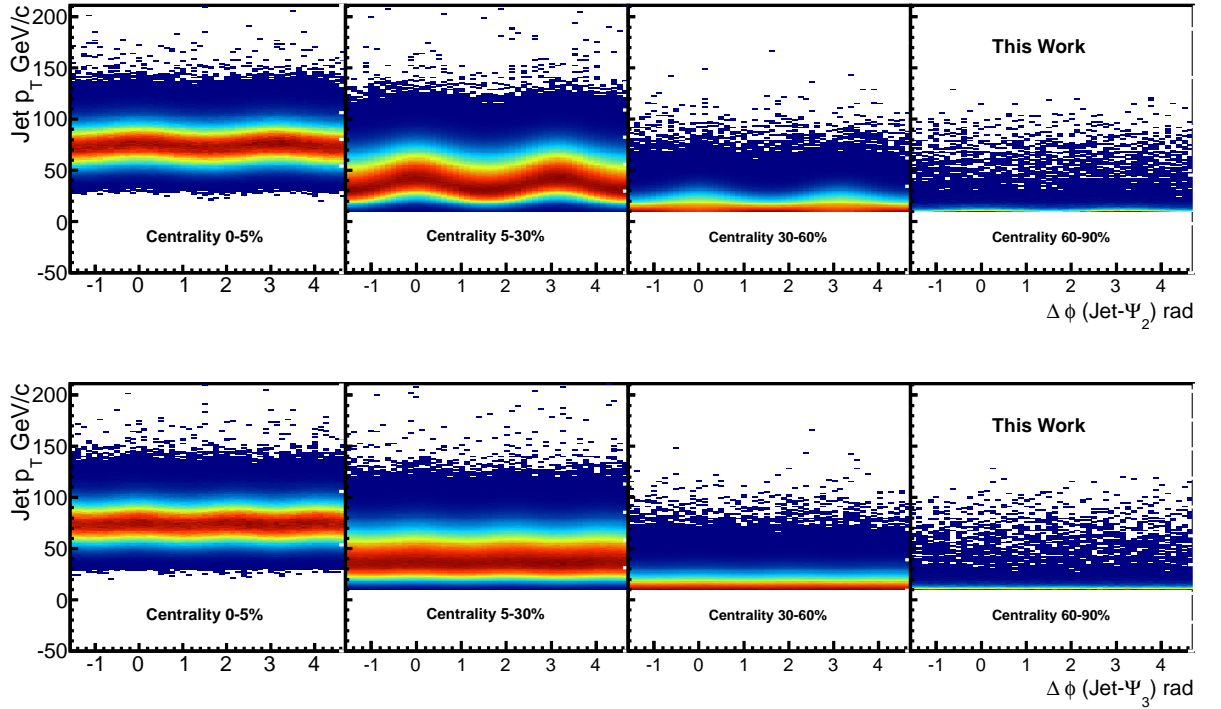 Jet p_T GeV/c
200
150
100
50
0
-50
This Work
Centrality 0-5%
Centrality 5-30%
Centrality 30-60%
Centrality 60-90%
-1 0 1 2 3 4 -1 0 1 2 3 4 -1 0 1 2 3 4 -1 0 1 2 3 4
Δ ϕ (Jet-Ψ_2) rad
Jet p_T GeV/c
200
150
100
50
0
-50
This Work
Centrality 0-5%
Centrality 5-30%
Centrality 30-60%
Centrality 60-90%
-1 0 1 2 3 4 -1 0 1 2 3 4 -1 0 1 2 3 4 -1 0 1 2 3 4
Δ ϕ (Jet-Ψ_3) rad